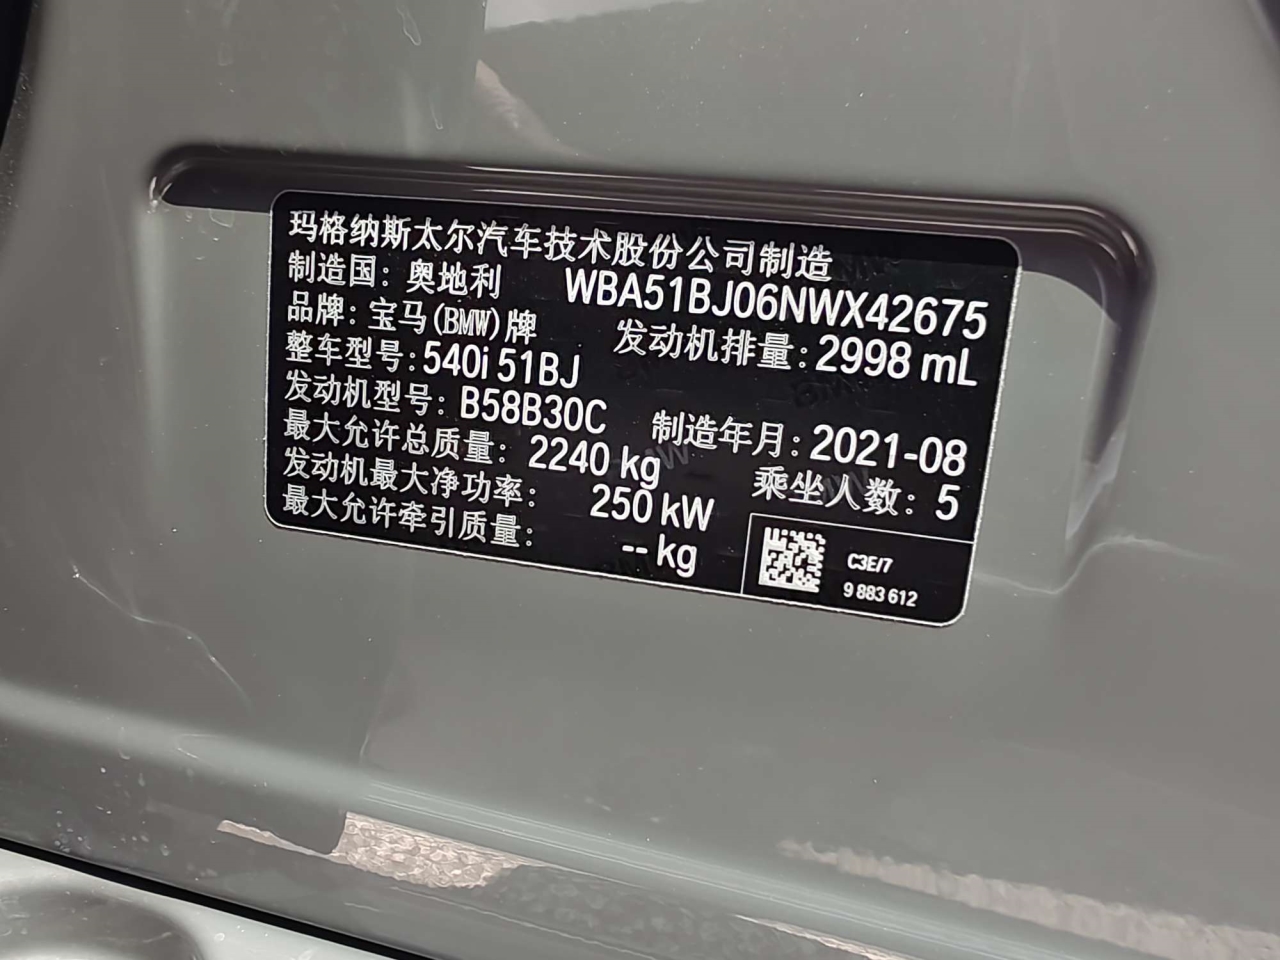 玛格纳斯太尔汽车技术股份公司制造
制造国：奥地利 WBA51BJ06NWX42675
品牌：宝马(BMW)牌 发动机排量：2998 mL
整车型号：540i 51BJ
发动机型号：B58B30C 制造年月：2021-08
最大允许总质量：2240 kg 乘坐人数：5
发动机最大净功率：250 kW
最大允许牵引质量：-- kg
C3E/7
9 883 612